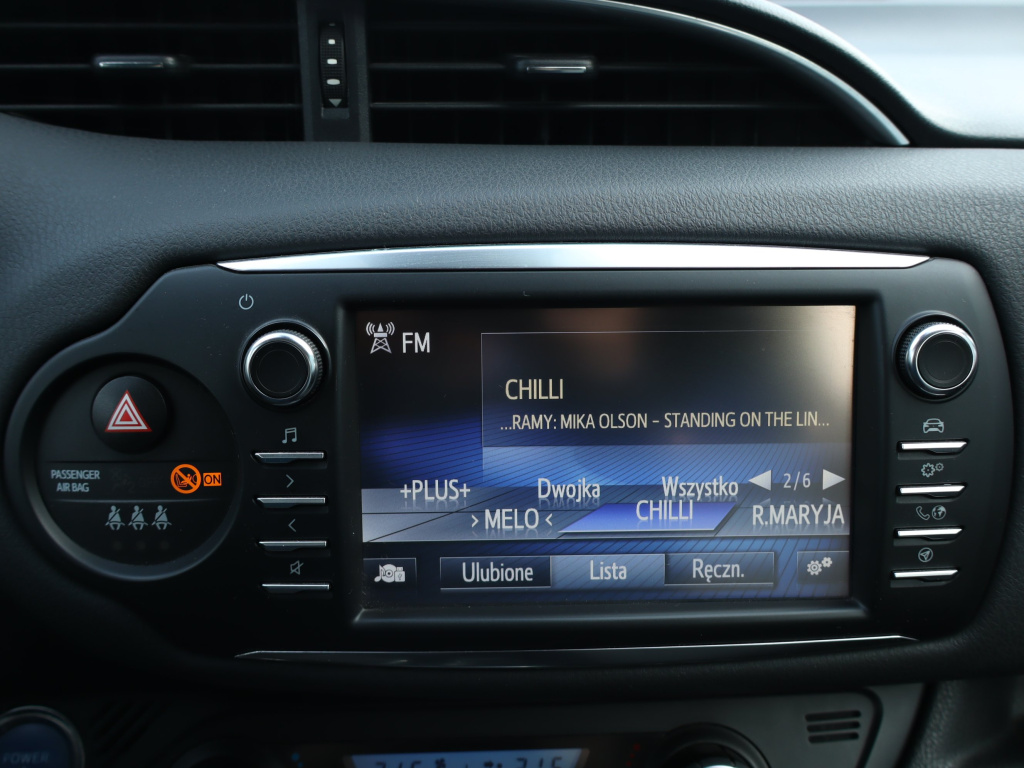 FM
CHILLI
...RAMY: MIKA OLSON - STANDING ON THE LIN...
PASSENGER
AIR BAG
ON
+PLUS+ Dwojka Wszystko 2/6
> MELO < CHILLI R.MARYJA
Ulubione Lista Ręczn.
POWER